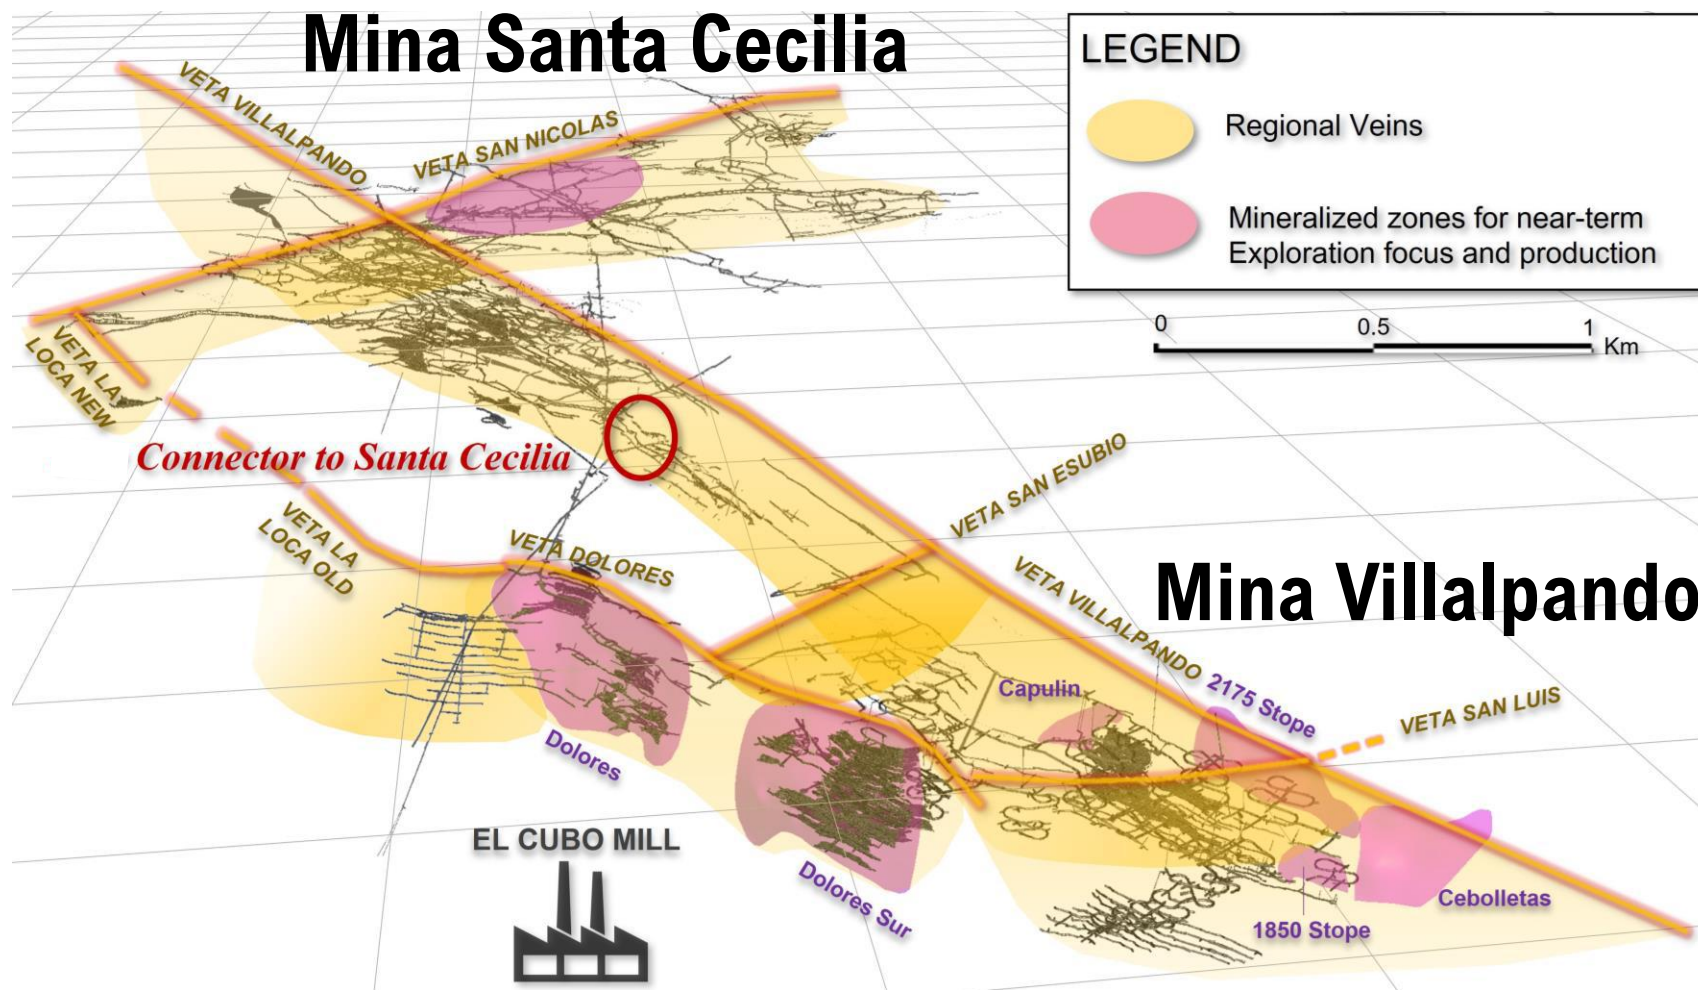 Mina Santa Cecilia
LEGEND
Regional Veins
Mineralized zones for near-term
Exploration focus and production
0 0.5 1
Km
VETA VILLALPANDO
VETA SAN NICOLAS
VETA LA
LOCA NEW
Connector to Santa Cecilia
VETA LA
LOCA OLD
VETA DOLORES
VETA SAN ESUBIO
Mina Villalpando
VETA VILLALPANDO
2175 Stope
VETA SAN LUIS
Capulin
Dolores
Dolores Sur
EL CUBO MILL
1850 Stope
Cebolletas